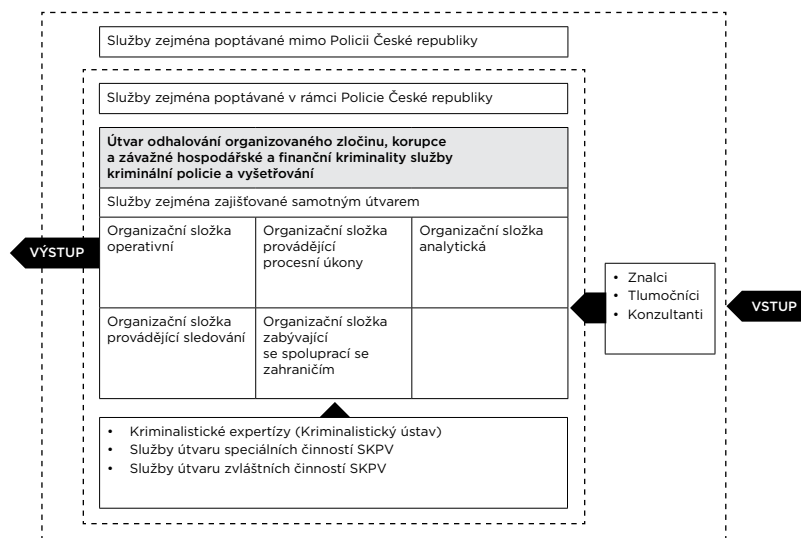 Služby zejména poptávané mimo Policii České republiky
Služby zejména poptávané v rámci Policie České republiky
Útvar odhalování organizovaného zločinu, korupce
a závažné hospodářské a finanční kriminality služby
kriminální policie a vyšetřování
Služby zejména zajišťované samotným útvarem
Organizační složka
operativní
Organizační složka
provádějící
procesní úkony
Organizační složka
analytická
VÝSTUP
• Znalci
• Tlumočníci
• Konzultanti
VSTUP
Organizační složka
provádějící sledování
Organizační složka
zabývající
se spoluprací se
zahraničím
• Kriminalistické expertízy (Kriminalistický ústav)
• Služby útvaru speciálních činností SKPV
• Služby útvaru zvláštních činností SKPV